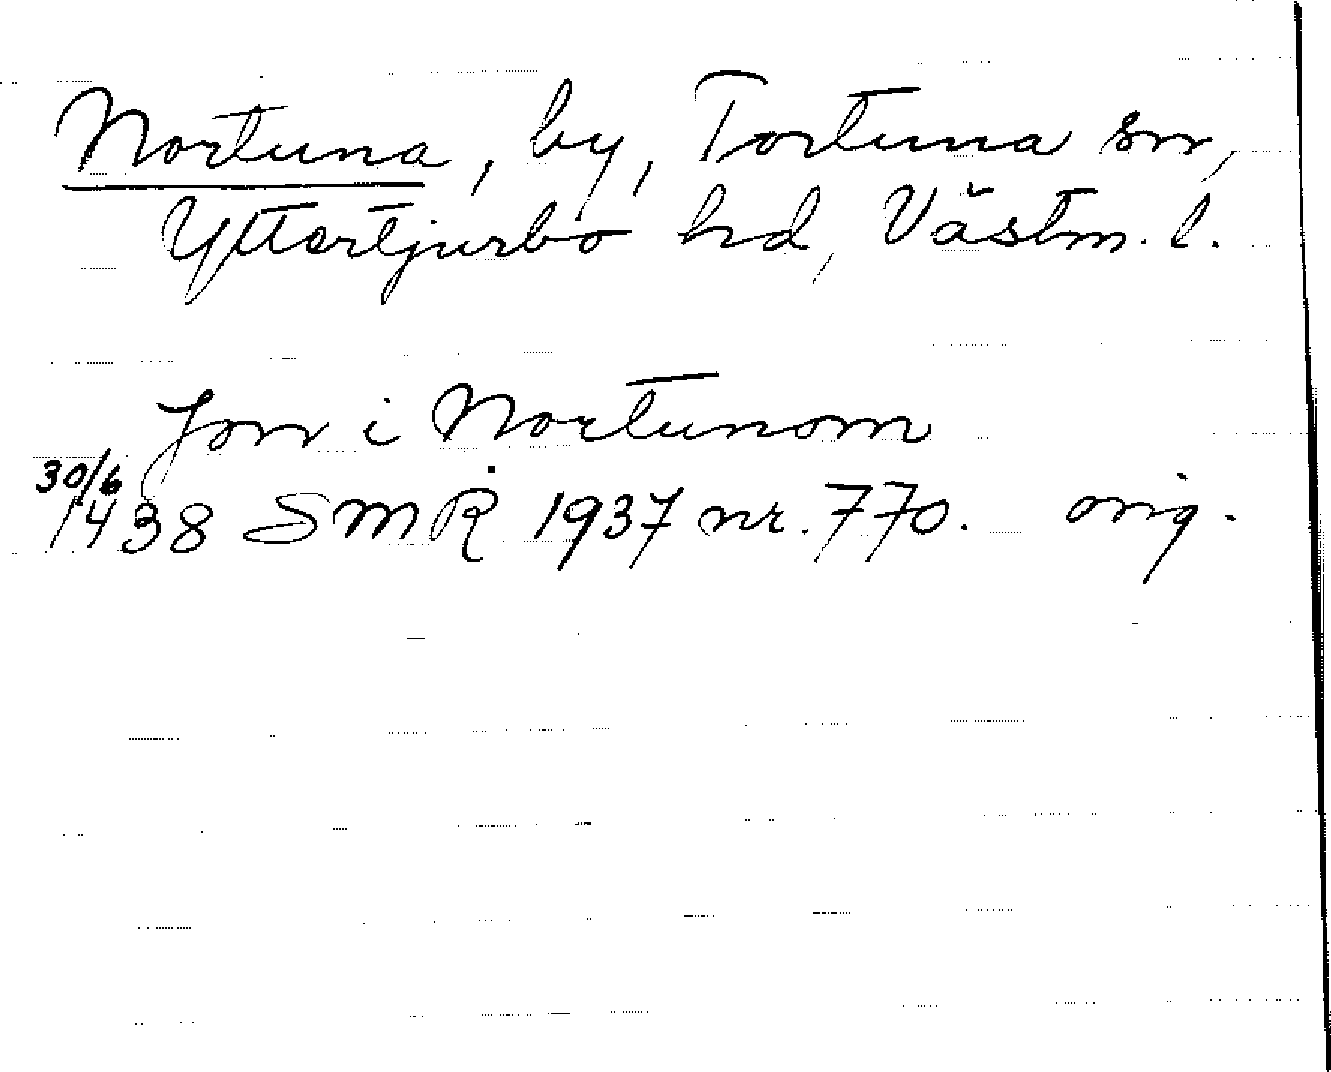 Nortuna, by, Tortuna sn,
Yttertjurbo hd, Västm. l.
Jon i Nortunom
30/6
1438 SMR 1937 nr. 770. orig.